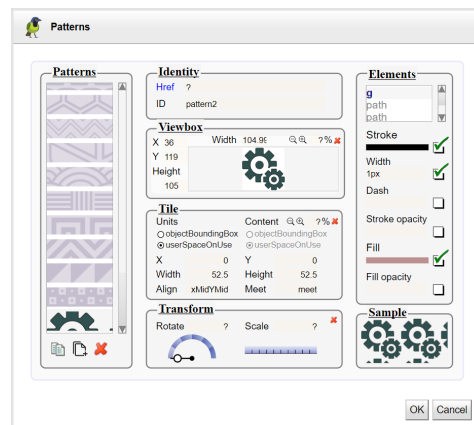 Patterns
Patterns
Identity
Href ?
ID pattern2
Viewbox
X 36 Width 104.95 ?%
Y 119
Height
105
Tile
Units Content ?%
objectBoundingBox objectBoundingBox
userSpaceOnUse userSpaceOnUse
X 0 Y 0
Width 52.5 Height 52.5
Align xMidYMid Meet meet
Transform
Rotate ? Scale ?
Elements
g
path
path
Stroke
Width
1px
Dash
Stroke opacity
Fill
Fill opacity
Sample
OK Cancel